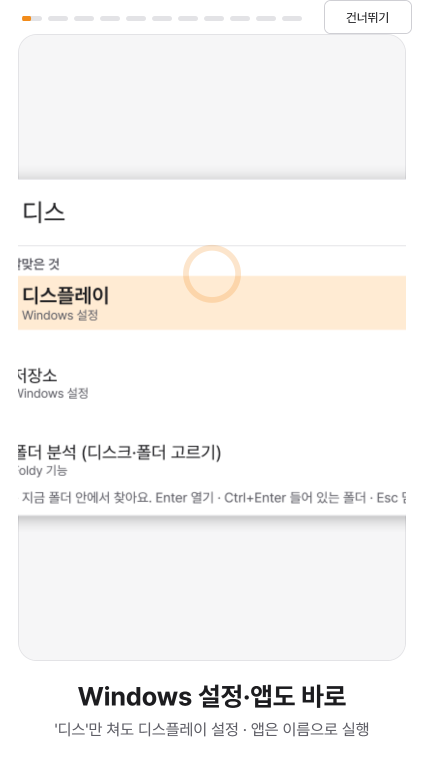 건너뛰기
디스
맞은 것
디스플레이
Windows 설정
저장소
Windows 설정
폴더 분석 (디스크·폴더 고르기)
Foldy 기능
지금 폴더 안에서 찾아요. Enter 열기 · Ctrl+Enter 들어 있는 폴더 · Esc
Windows 설정·앱도 바로
'디스'만 쳐도 디스플레이 설정 · 앱은 이름으로 실행